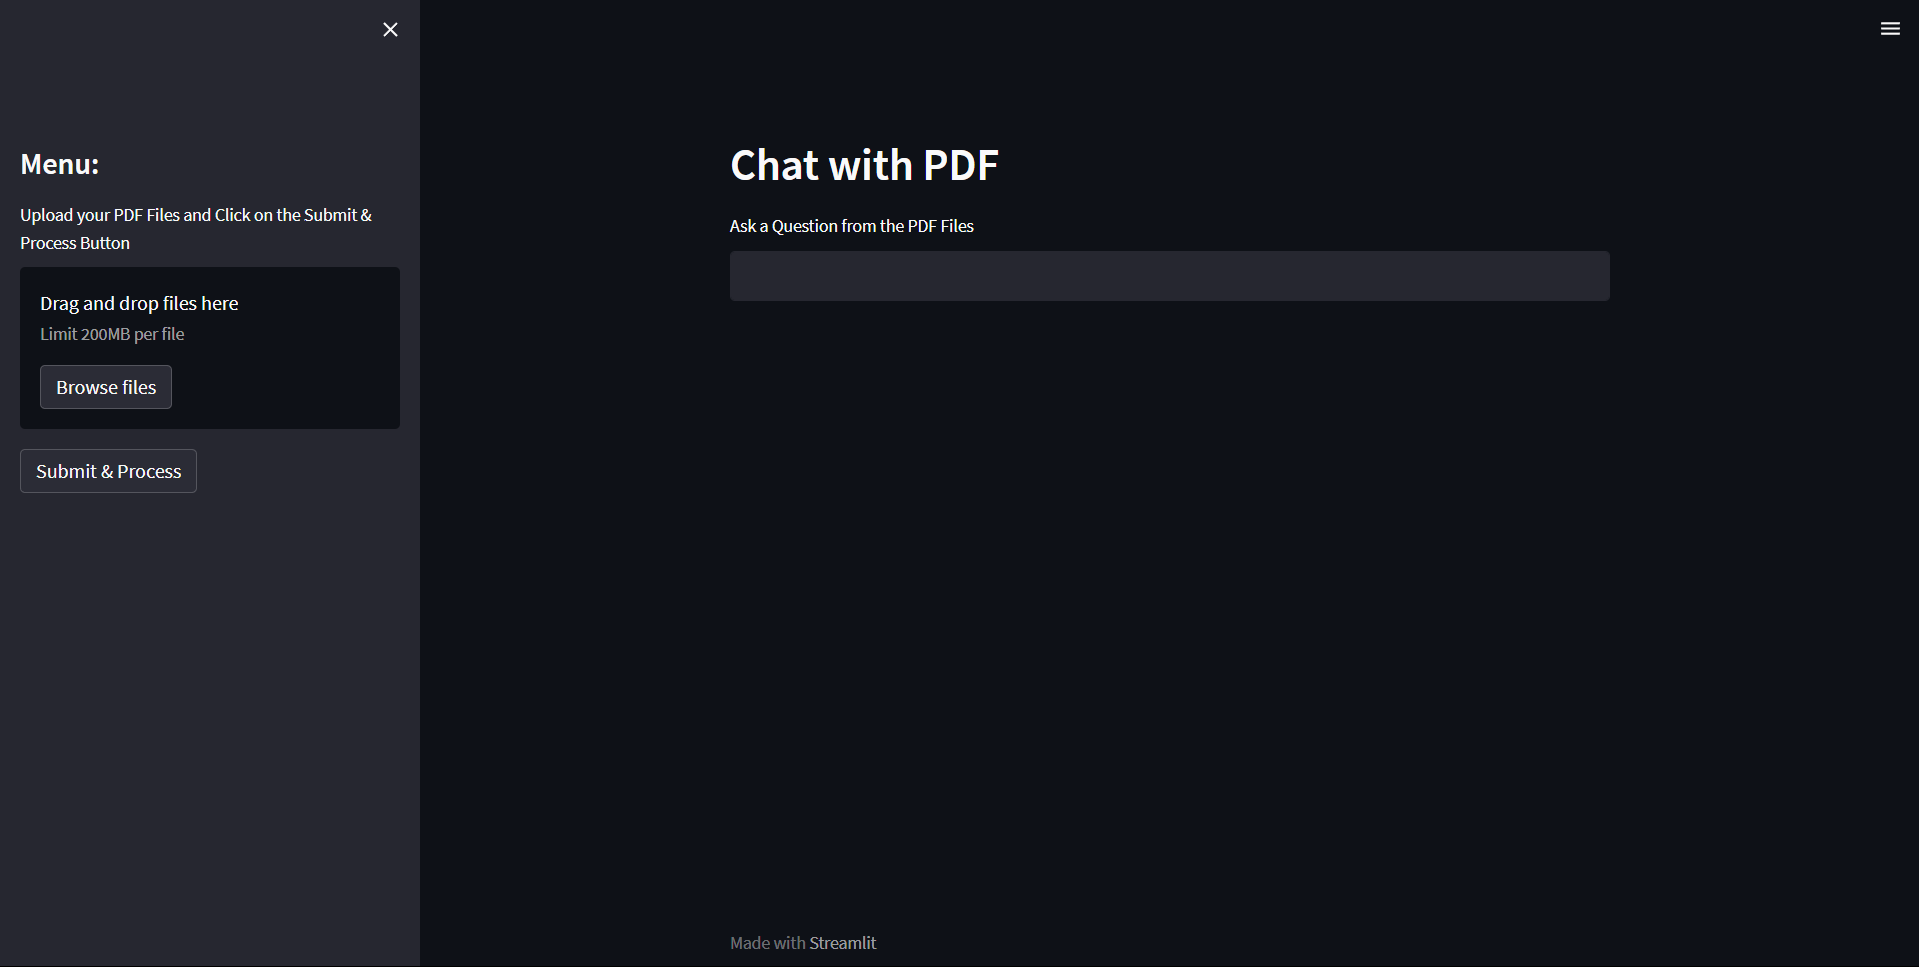 Menu:
Upload your PDF Files and Click on the Submit &
Process Button
Drag and drop files here
Limit 200MB per file
Browse files
Submit & Process
Chat with PDF
Ask a Question from the PDF Files
Made with Streamlit